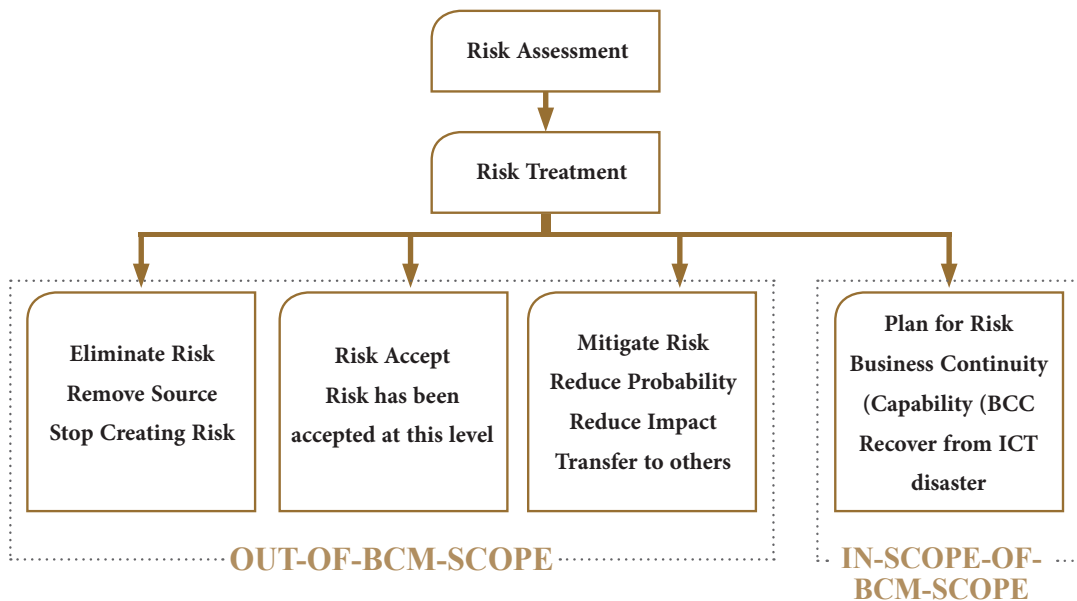 Risk Assessment
Risk Treatment
Eliminate Risk
Remove Source
Stop Creating Risk
Risk Accept
Risk has been
accepted at this level
Mitigate Risk
Reduce Probability
Reduce Impact
Transfer to others
Plan for Risk
Business Continuity
(Capability (BCC
Recover from ICT
disaster
OUT-OF-BCM-SCOPE
IN-SCOPE-OF-
BCM-SCOPE